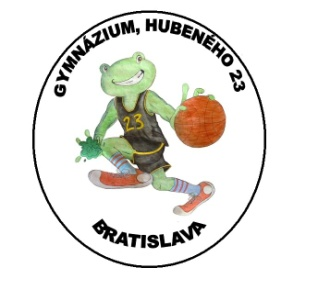 GYMNÁZIUM, HUBENÉHO 23
23
BRATISLAVA